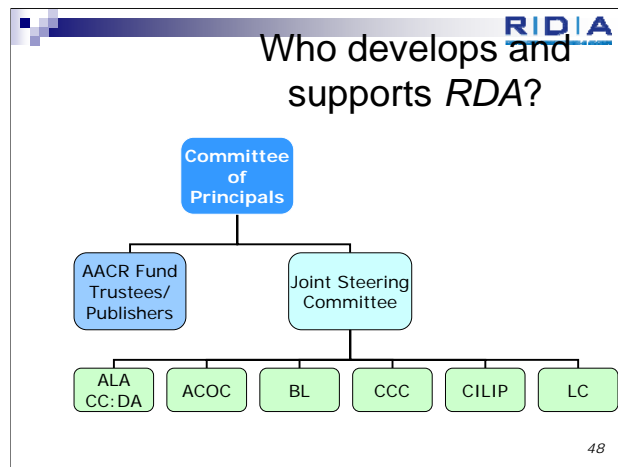 R|D|A
Who develops and
supports RDA?
Committee
of
Principals
AACR Fund
Trustees/
Publishers
Joint Steering
Committee
ALA
CC:DA
ACOC
BL
CCC
CILIP
LC
48